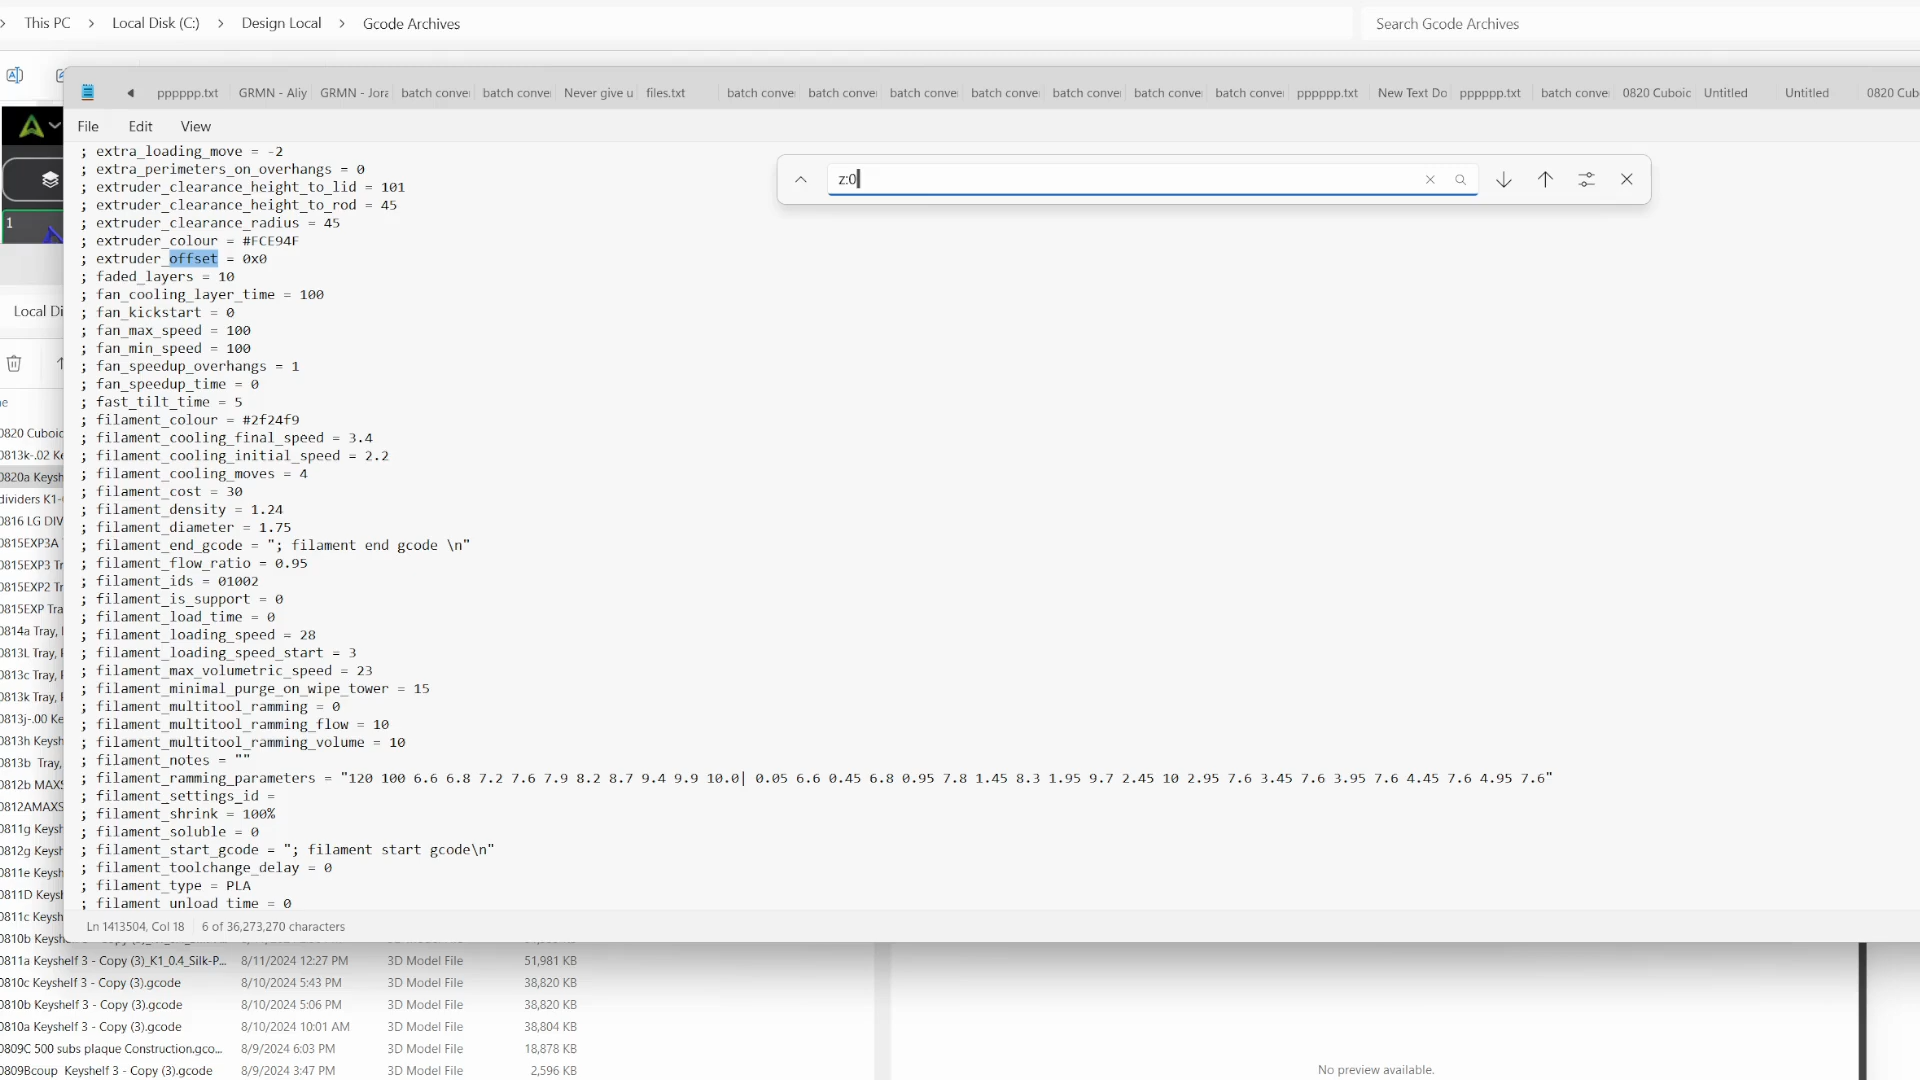 This PC > Local Disk (C:) > Design Local > Gcode Archives
Search Gcode Archives
pppppp.txt GRMN - Aliy GRMN - Jora batch conve batch conve Never give u files.txt batch conve batch conve batch conve batch conve batch conve batch conve batch conve pppppp.txt New Text Do pppppp.txt batch conve 0820 Cuboic Untitled Untitled 0820 Cub
File Edit View
z:0
; extra_loading_move = -2
; extra_perimeters_on_overhangs = 0
; extruder_clearance_height_to_lid = 101
; extruder_clearance_height_to_rod = 45
; extruder_clearance_radius = 45
; extruder_colour = #FCE94F
; extruder_offset = 0x0
; faded_layers = 10
; fan_cooling_layer_time = 100
; fan_kickstart = 0
; fan_max_speed = 100
; fan_min_speed = 100
; fan_speedup_overhangs = 1
; fan_speedup_time = 0
; fast_tilt_time = 5
; filament_colour = #2f24f9
; filament_cooling_final_speed = 3.4
; filament_cooling_initial_speed = 2.2
; filament_cooling_moves = 4
; filament_cost = 30
; filament_density = 1.24
; filament_diameter = 1.75
; filament_end_gcode = "; filament end gcode \n"
; filament_flow_ratio = 0.95
; filament_ids = 01002
; filament_is_support = 0
; filament_load_time = 0
; filament_loading_speed = 28
; filament_loading_speed_start = 3
; filament_max_volumetric_speed = 23
; filament_minimal_purge_on_wipe_tower = 15
; filament_multitool_ramming = 0
; filament_multitool_ramming_flow = 10
; filament_multitool_ramming_volume = 10
; filament_notes = ""
; filament_ramming_parameters = "120 100 6.6 6.8 7.2 7.6 7.9 8.2 8.7 9.4 9.9 10.0| 0.05 6.6 0.45 6.8 0.95 7.8 1.45 8.3 1.95 9.7 2.45 10 2.95 7.6 3.45 7.6 3.95 7.6 4.45 7.6 4.95 7.6"
; filament_settings_id =
; filament_shrink = 100%
; filament_soluble = 0
; filament_start_gcode = "; filament start gcode\n"
; filament_toolchange_delay = 0
; filament_type = PLA
; filament_unload_time = 0
Ln 1413504, Col 18 6 of 36,273,270 characters
1
Local Di
0820 Cuboic
0813k-.02 Ke
0820a Keysh
dividers K1-
0816 LG DIV
0815EXP3A
0815EXP3 Tr
0815EXP2 Tr
0815EXP Tra
0814a Tray,
0813L Tray,
0813c Tray,
0813k Tray,
0813j-.00 Ke
0813h Keysh
0813b Tray,
0812b MAX
0812AMAXS
0811g Keysh
0812g Keysh
0811e Keysh
0811D Keys
0811c Keysh
0810b Keysh
0811a Keyshelf 3 - Copy (3)_K1_0.4_Silk-P... 8/11/2024 12:27 PM 3D Model File 51,981 KB
0810c Keyshelf 3 - Copy (3).gcode 8/10/2024 5:43 PM 3D Model File 38,820 KB
0810b Keyshelf 3 - Copy (3).gcode 8/10/2024 5:06 PM 3D Model File 38,820 KB
0810a Keyshelf 3 - Copy (3).gcode 8/10/2024 10:01 AM 3D Model File 38,804 KB
0809C 500 subs plaque Construction.gco... 8/9/2024 6:03 PM 3D Model File 18,878 KB
0809Bcoup Keyshelf 3 - Copy (3).gcode 8/9/2024 3:47 PM 3D Model File 2,596 KB
No preview available.